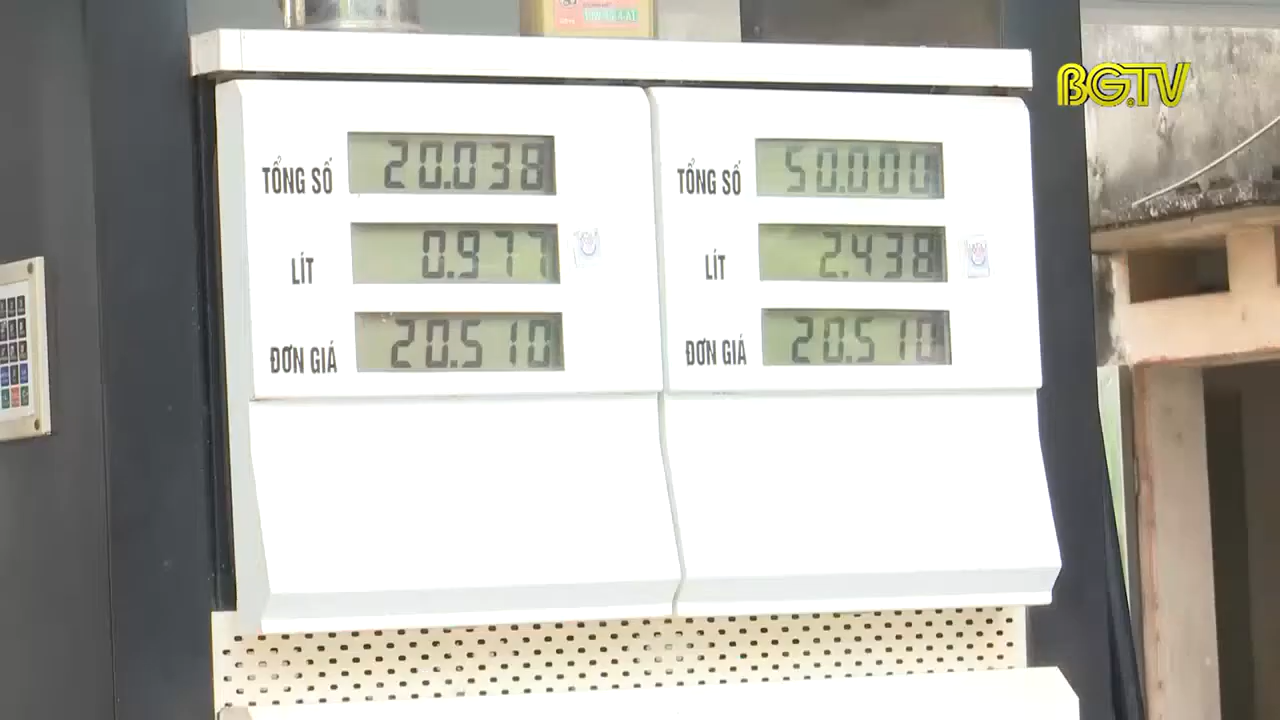 BGTV
TỔNG SỐ 20.038
LÍT 0.977
ĐƠN GIÁ 20.510
TỔNG SỐ 50.000
LÍT 2.438
ĐƠN GIÁ 20.510